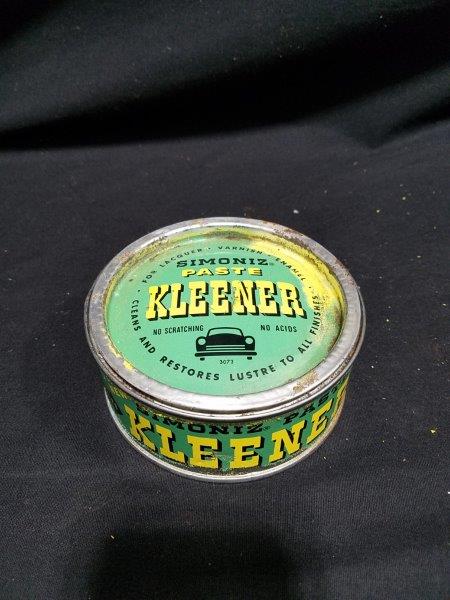 FOR LACQUER · VARNISH · ENAMEL ·
SIMONIZ®
PASTE
KLEENER
NO SCRATCHING
NO ACIDS
3073
CLEANS AND RESTORES LUSTRE TO ALL FINISHES
SIMONIZ®
KLEENER